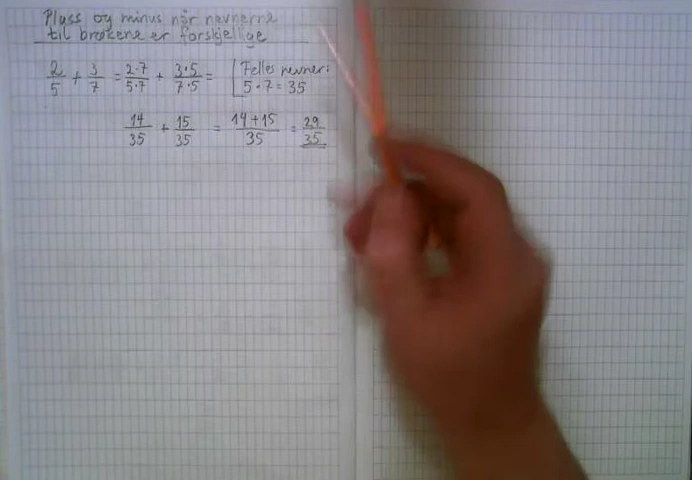 Pluss og minus når nevnerne
til brøkene er forskjellige
2/5 + 3/7 = 2·7/5·7 + 3·5/7·5 =
Felles nevner:
5·7 = 35
14/35 + 15/35 = 14+15/35 = 29/35